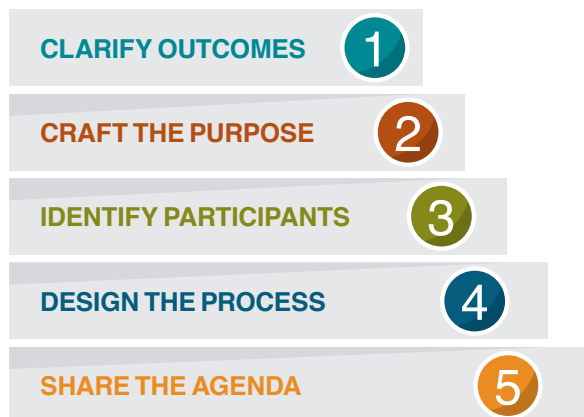 CLARIFY OUTCOMES 1
CRAFT THE PURPOSE 2
IDENTIFY PARTICIPANTS 3
DESIGN THE PROCESS 4
SHARE THE AGENDA 5